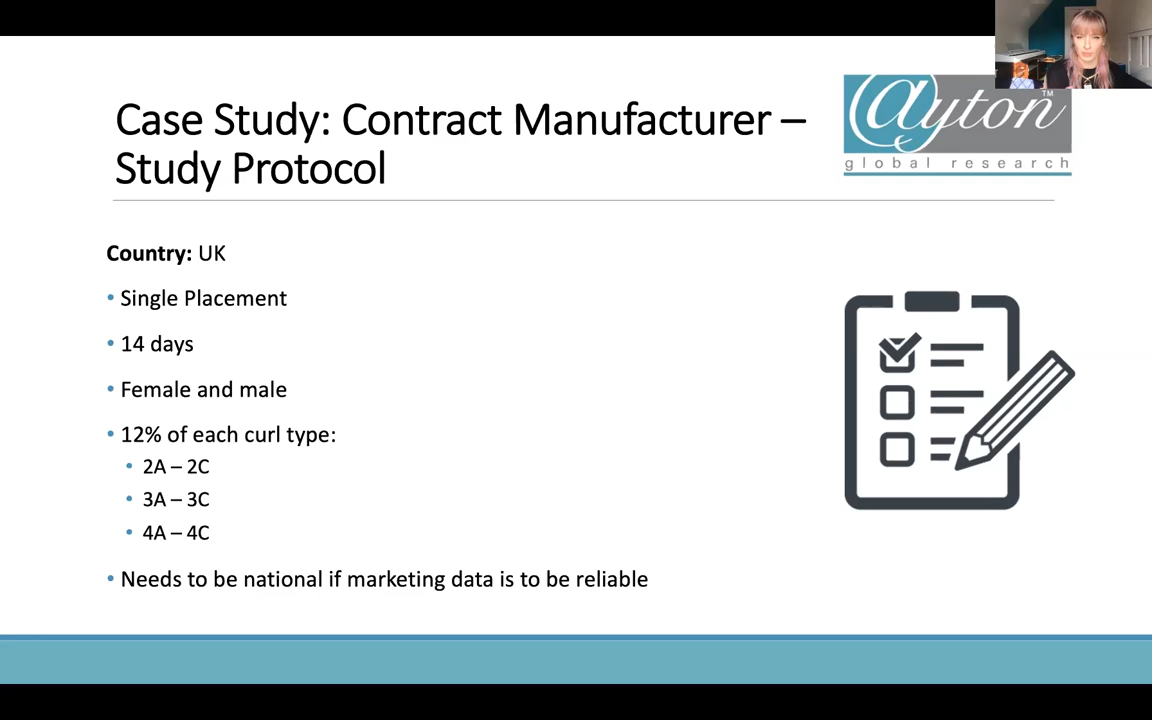 Case Study: Contract Manufacturer –
Study Protocol
@yton™
global research
Country: UK
• Single Placement
• 14 days
• Female and male
• 12% of each curl type:
• 2A – 2C
• 3A – 3C
• 4A – 4C
• Needs to be national if marketing data is to be reliable